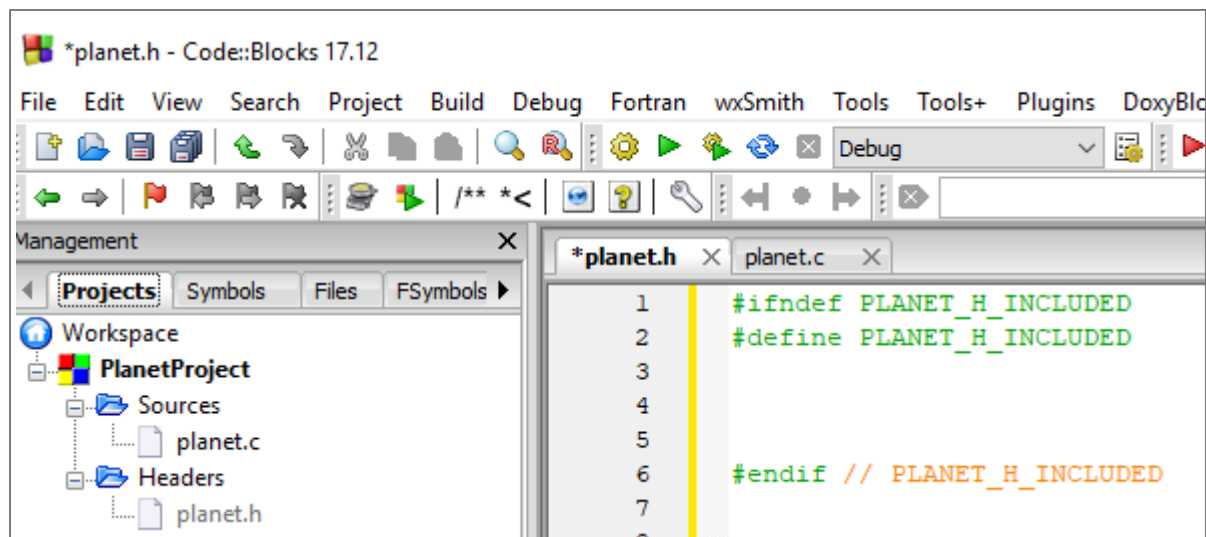 *planet.h - Code::Blocks 17.12
File Edit View Search Project Build Debug Fortran wxSmith Tools Tools+ Plugins DoxyBlo
Debug
/** *<
Management
Projects Symbols Files FSymbols
*planet.h planet.c
Workspace
PlanetProject
Sources
planet.c
Headers
planet.h
1 #ifndef PLANET_H_INCLUDED
2 #define PLANET_H_INCLUDED
3
4
5
6 #endif // PLANET_H_INCLUDED
7